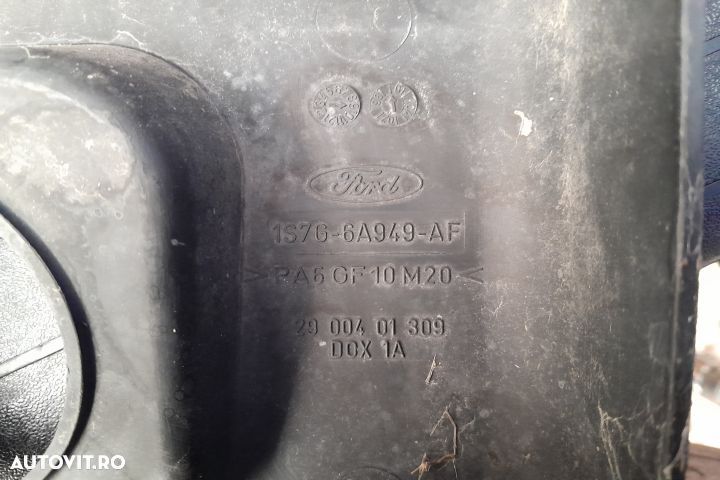 Ford
1S7G-6A949-AF
>PA6 GF10 M20<
29 004 01 309
DOX 1A
AUTOVIT.RO